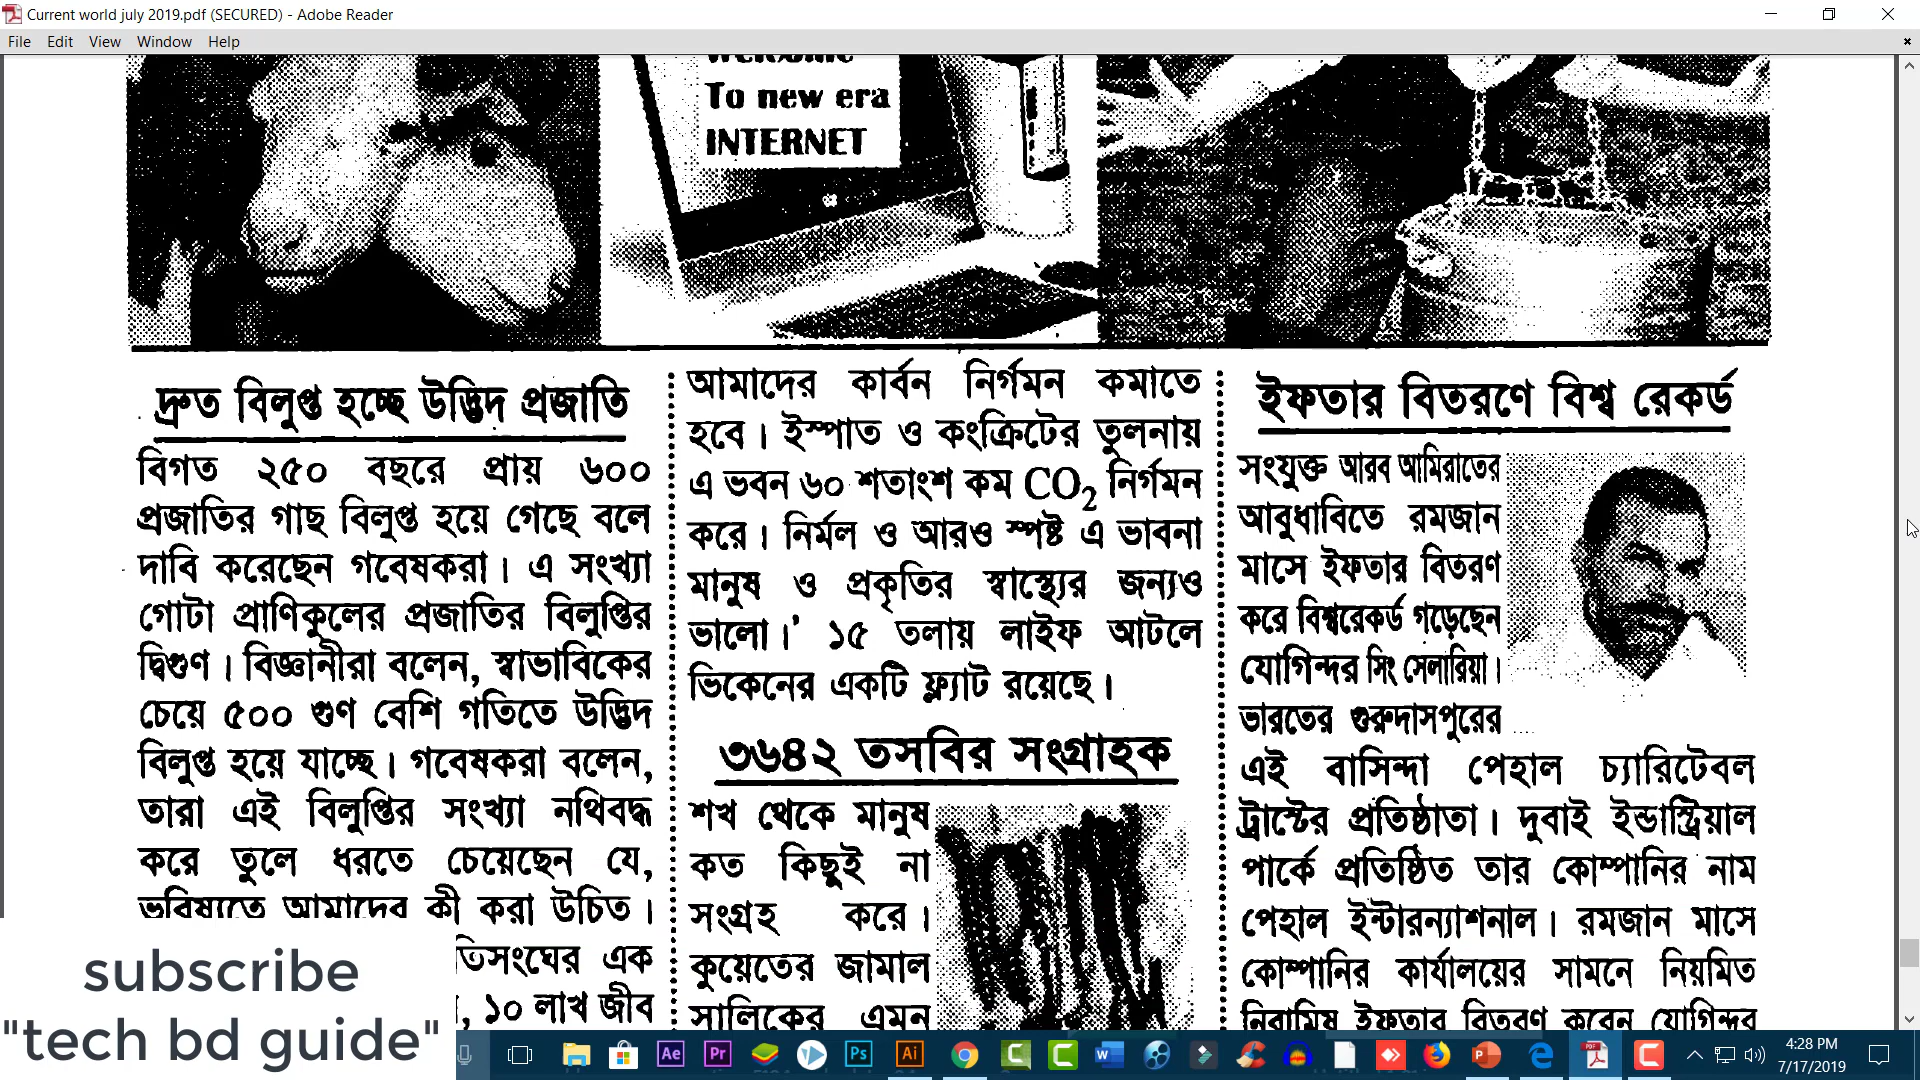 Current world july 2019.pdf (SECURED) - Adobe Reader
File Edit View Window Help
Welcome
To new era
INTERNET
দ্রুত বিলুপ্ত হচ্ছে উদ্ভিদ প্রজাতি
বিগত ২৫০ বছরে প্রায় ৬০০
প্রজাতির গাছ বিলুপ্ত হয়ে গেছে বলে
দাবি করেছেন গবেষকরা। এ সংখ্যা
গোটা প্রাণিকুলের প্রজাতির বিলুপ্তির
দ্বিগুণ। বিজ্ঞানীরা বলেন, স্বাভাবিকের
চেয়ে ৫০০ গুণ বেশি গতিতে উদ্ভিদ
বিলুপ্ত হয়ে যাচ্ছে। গবেষকরা বলেন,
তারা এই বিলুপ্তির সংখ্যা নথিবদ্ধ
করে তুলে ধরতে চেয়েছেন যে,
ভবিষ্যতে আমাদের কী করা উচিত।
তিসংঘের এক
, ১০ লাখ জীব
আমাদের কার্বন নির্গমন কমাতে
হবে। ইস্পাত ও কংক্রিটের তুলনায়
এ ভবন ৬০ শতাংশ কম CO2 নির্গমন
করে। নির্মল ও আরও স্পষ্ট এ ভাবনা
মানুষ ও প্রকৃতির স্বাস্থ্যের জন্যও
ভালো।’ ১৫ তলায় লাইফ আটলে
ভিকেনের একটি ফ্ল্যাট রয়েছে।
৩৬৪২ তসবির সংগ্রাহক
শখ থেকে মানুষ
কত কিছুই না
সংগ্রহ করে।
কুয়েতের জামাল
সালিকের এমন
ইফতার বিতরণে বিশ্ব রেকর্ড
সংযুক্ত আরব আমিরাতের
আবুধাবিতে রমজান
মাসে ইফতার বিতরণ
করে বিশ্বরেকর্ড গড়েছেন
যোগিন্দর সিং সেলারিয়া।
ভারতের গুরুদাসপুরের
এই বাসিন্দা পেহাল চ্যারিটেবল
ট্রাস্টের প্রতিষ্ঠাতা। দুবাই ইন্ডাস্ট্রিয়াল
পার্কে প্রতিষ্ঠিত তার কোম্পানির নাম
পেহাল ইন্টারন্যাশনাল। রমজান মাসে
কোম্পানির কার্যালয়ের সামনে নিয়মিত
নিরামিষ ইফতার বিতরণ করেন যোগিন্দর
subscribe
"tech bd guide"
Ae Pr Ps Ai
4:28 PM
7/17/2019